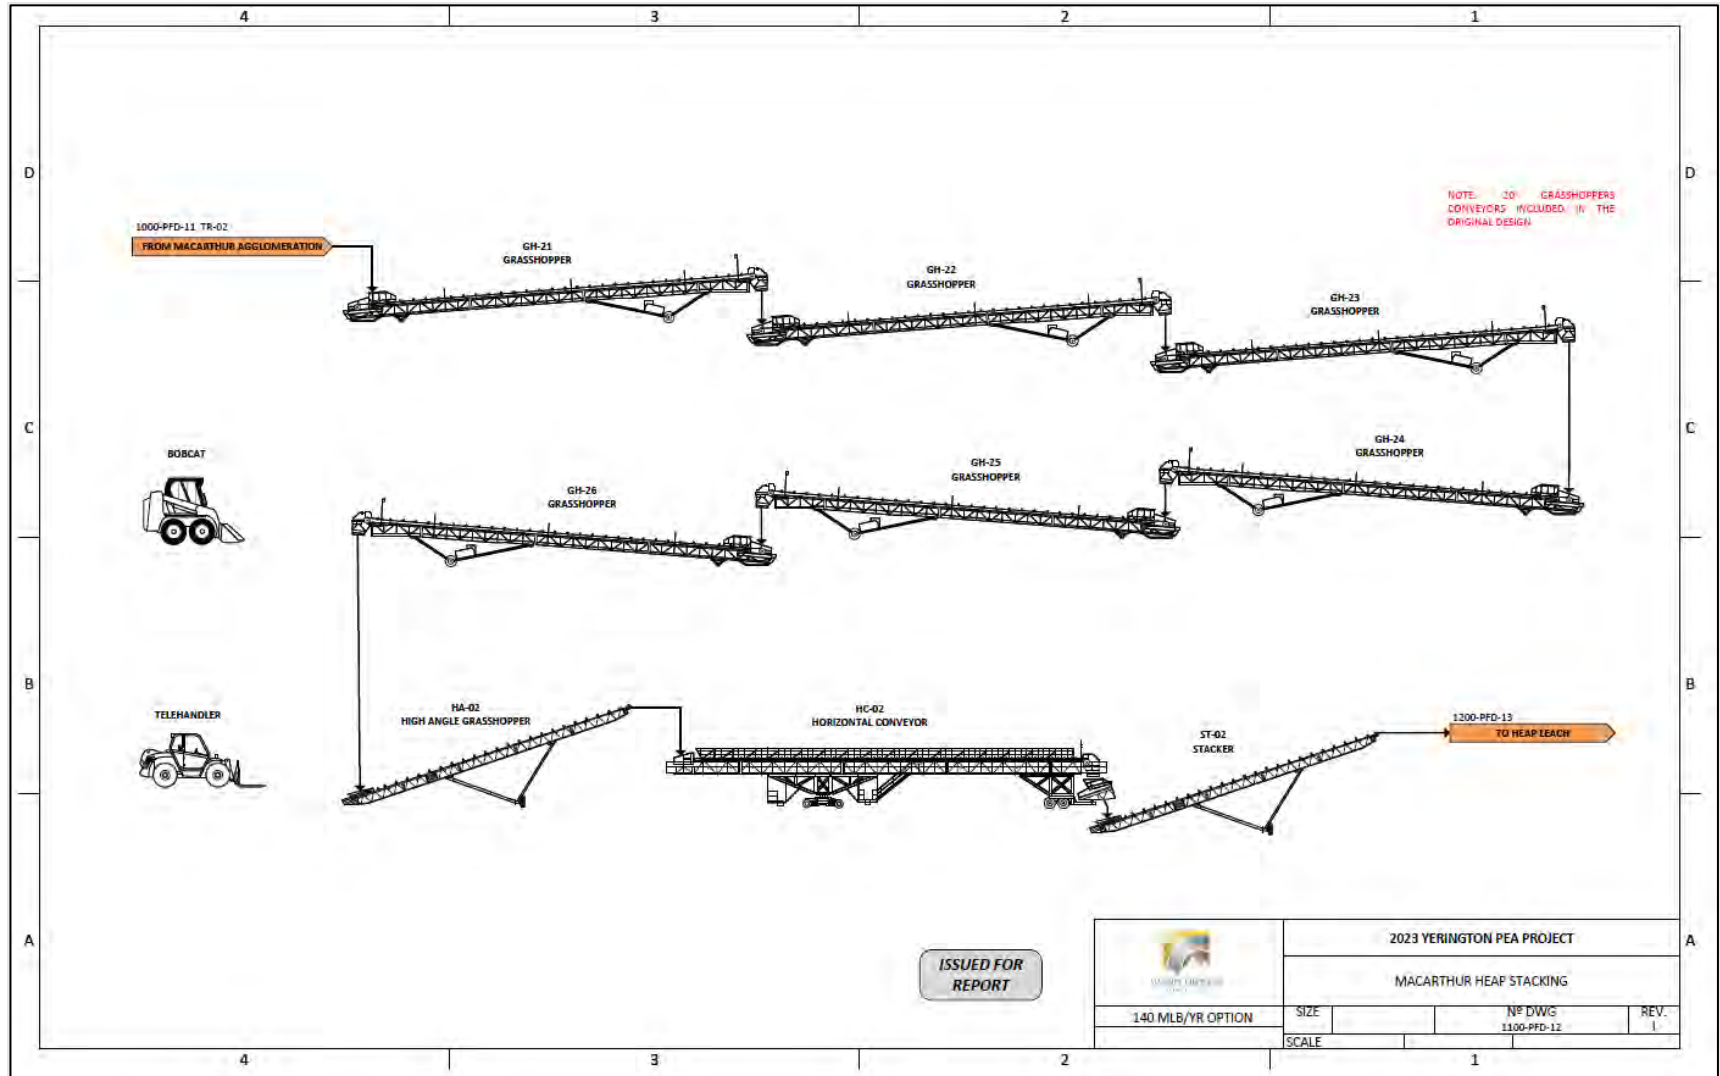 4 3 2 1
D D
NOTE: 20 GRASSHOPPERS
CONVEYORS INCLUDED IN THE
ORIGINAL DESIGN
1000-PFD-11 TR-02
FROM MACARTHUR AGGLOMERATION
GH-21
GRASSHOPPER
GH-22
GRASSHOPPER
GH-23
GRASSHOPPER
C C
BOBCAT
GH-26
GRASSHOPPER
GH-25
GRASSHOPPER
GH-24
GRASSHOPPER
B B
TELEHANDLER
HA-02
HIGH ANGLE GRASSHOPPER
HC-02
HORIZONTAL CONVEYOR
ST-02
STACKER
1200-PFD-13
TO HEAP LEACH
A A
ISSUED FOR
REPORT
2023 YERINGTON PEA PROJECT
MACARTHUR HEAP STACKING
140 MLB/YR OPTION
SIZE
Nº DWG
1100-PFD-12
REV.
SCALE
4 3 2 1